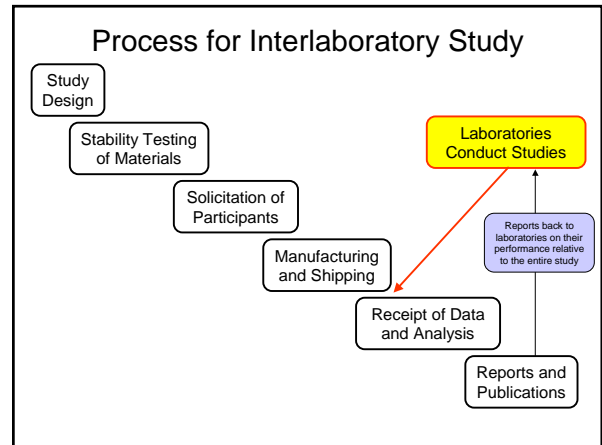 Process for Interlaboratory Study
Study
Design
Stability Testing
of Materials
Laboratories
Conduct Studies
Solicitation of
Participants
Reports back to
laboratories on their
performance relative
to the entire study
Manufacturing
and Shipping
Receipt of Data
and Analysis
Reports and
Publications